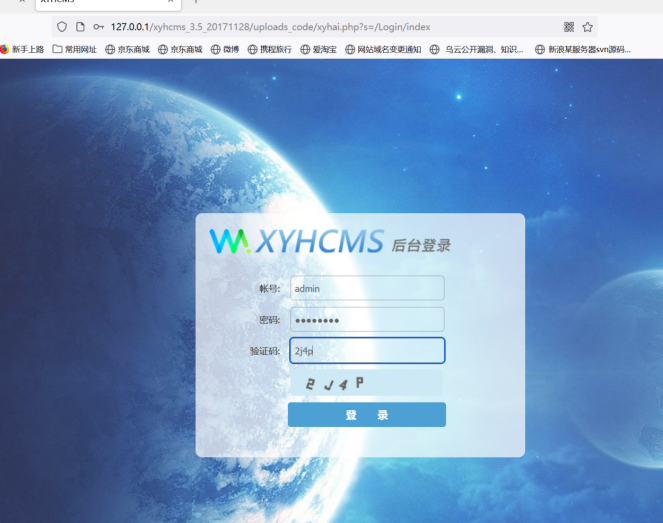 XYHCMS
127.0.0.1/xyhcms_3.5_20171128/uploads_code/xyhai.php?s=/Login/index
新手上路 常用网址 京东商城 京东商城 微博 携程旅行 爱淘宝 网站域名变更通知 乌云公开漏洞、知识... 新浪某服务器svn源码...
XYHCMS 后台登录
帐号: admin
密码: ••••••••
验证码: 2j4p
2J4P
登 录